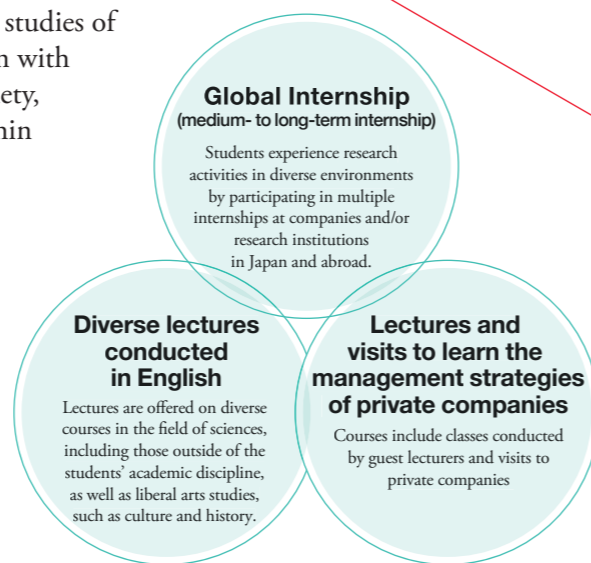 studies of
with
ety,
Global Internship
(medium- to long-term internship)
Students experience research
activities in diverse environments
by participating in multiple
internships at companies and/or
research institutions
in Japan and abroad.
Diverse lectures
conducted
in English
Lectures are offered on diverse
courses in the field of sciences,
including those outside of the
students’ academic discipline,
as well as liberal arts studies,
such as culture and history.
Lectures and
visits to learn the
management strategies
of private companies
Courses include classes conducted
by guest lecturers and visits to
private companies